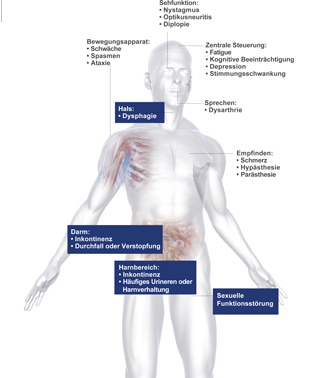 Sehfunktion:
• Nystagmus
• Optikusneuritis
• Diplopie
Bewegungsapparat:
• Schwäche
• Spasmen
• Ataxie
Zentrale Steuerung:
• Fatigue
• Kognitive Beeinträchtigung
• Depression
• Stimmungsschwankung
Hals:
• Dysphagie
Sprechen:
• Dysarthrie
Empfinden:
• Schmerz
• Hypästhesie
• Parästhesie
Darm:
• Inkontinenz
• Durchfall oder Verstopfung
Harnbereich:
• Inkontinenz
• Häufiges Urineren oder
Harnverhaltung
Sexuelle
Funktionsstörung